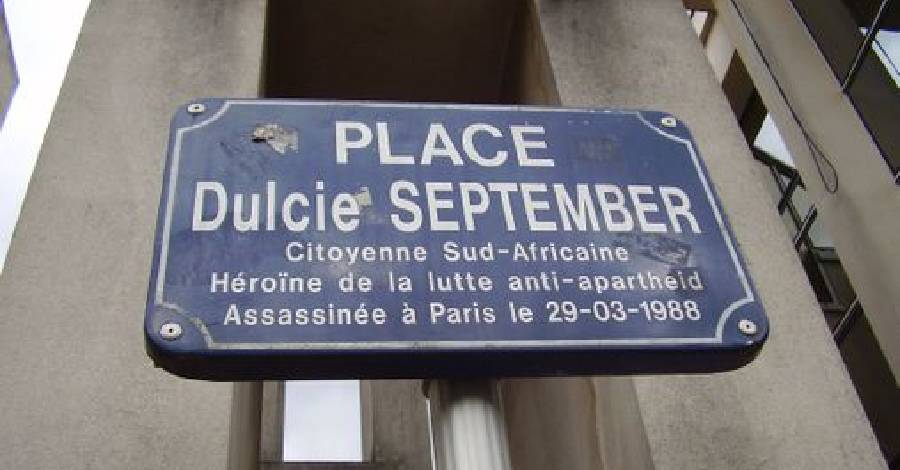 PLACE
Dulcie SEPTEMBER
Citoyenne Sud-Africaine
Héroïne de la lutte anti-apartheid
Assassinée à Paris le 29-03-1988